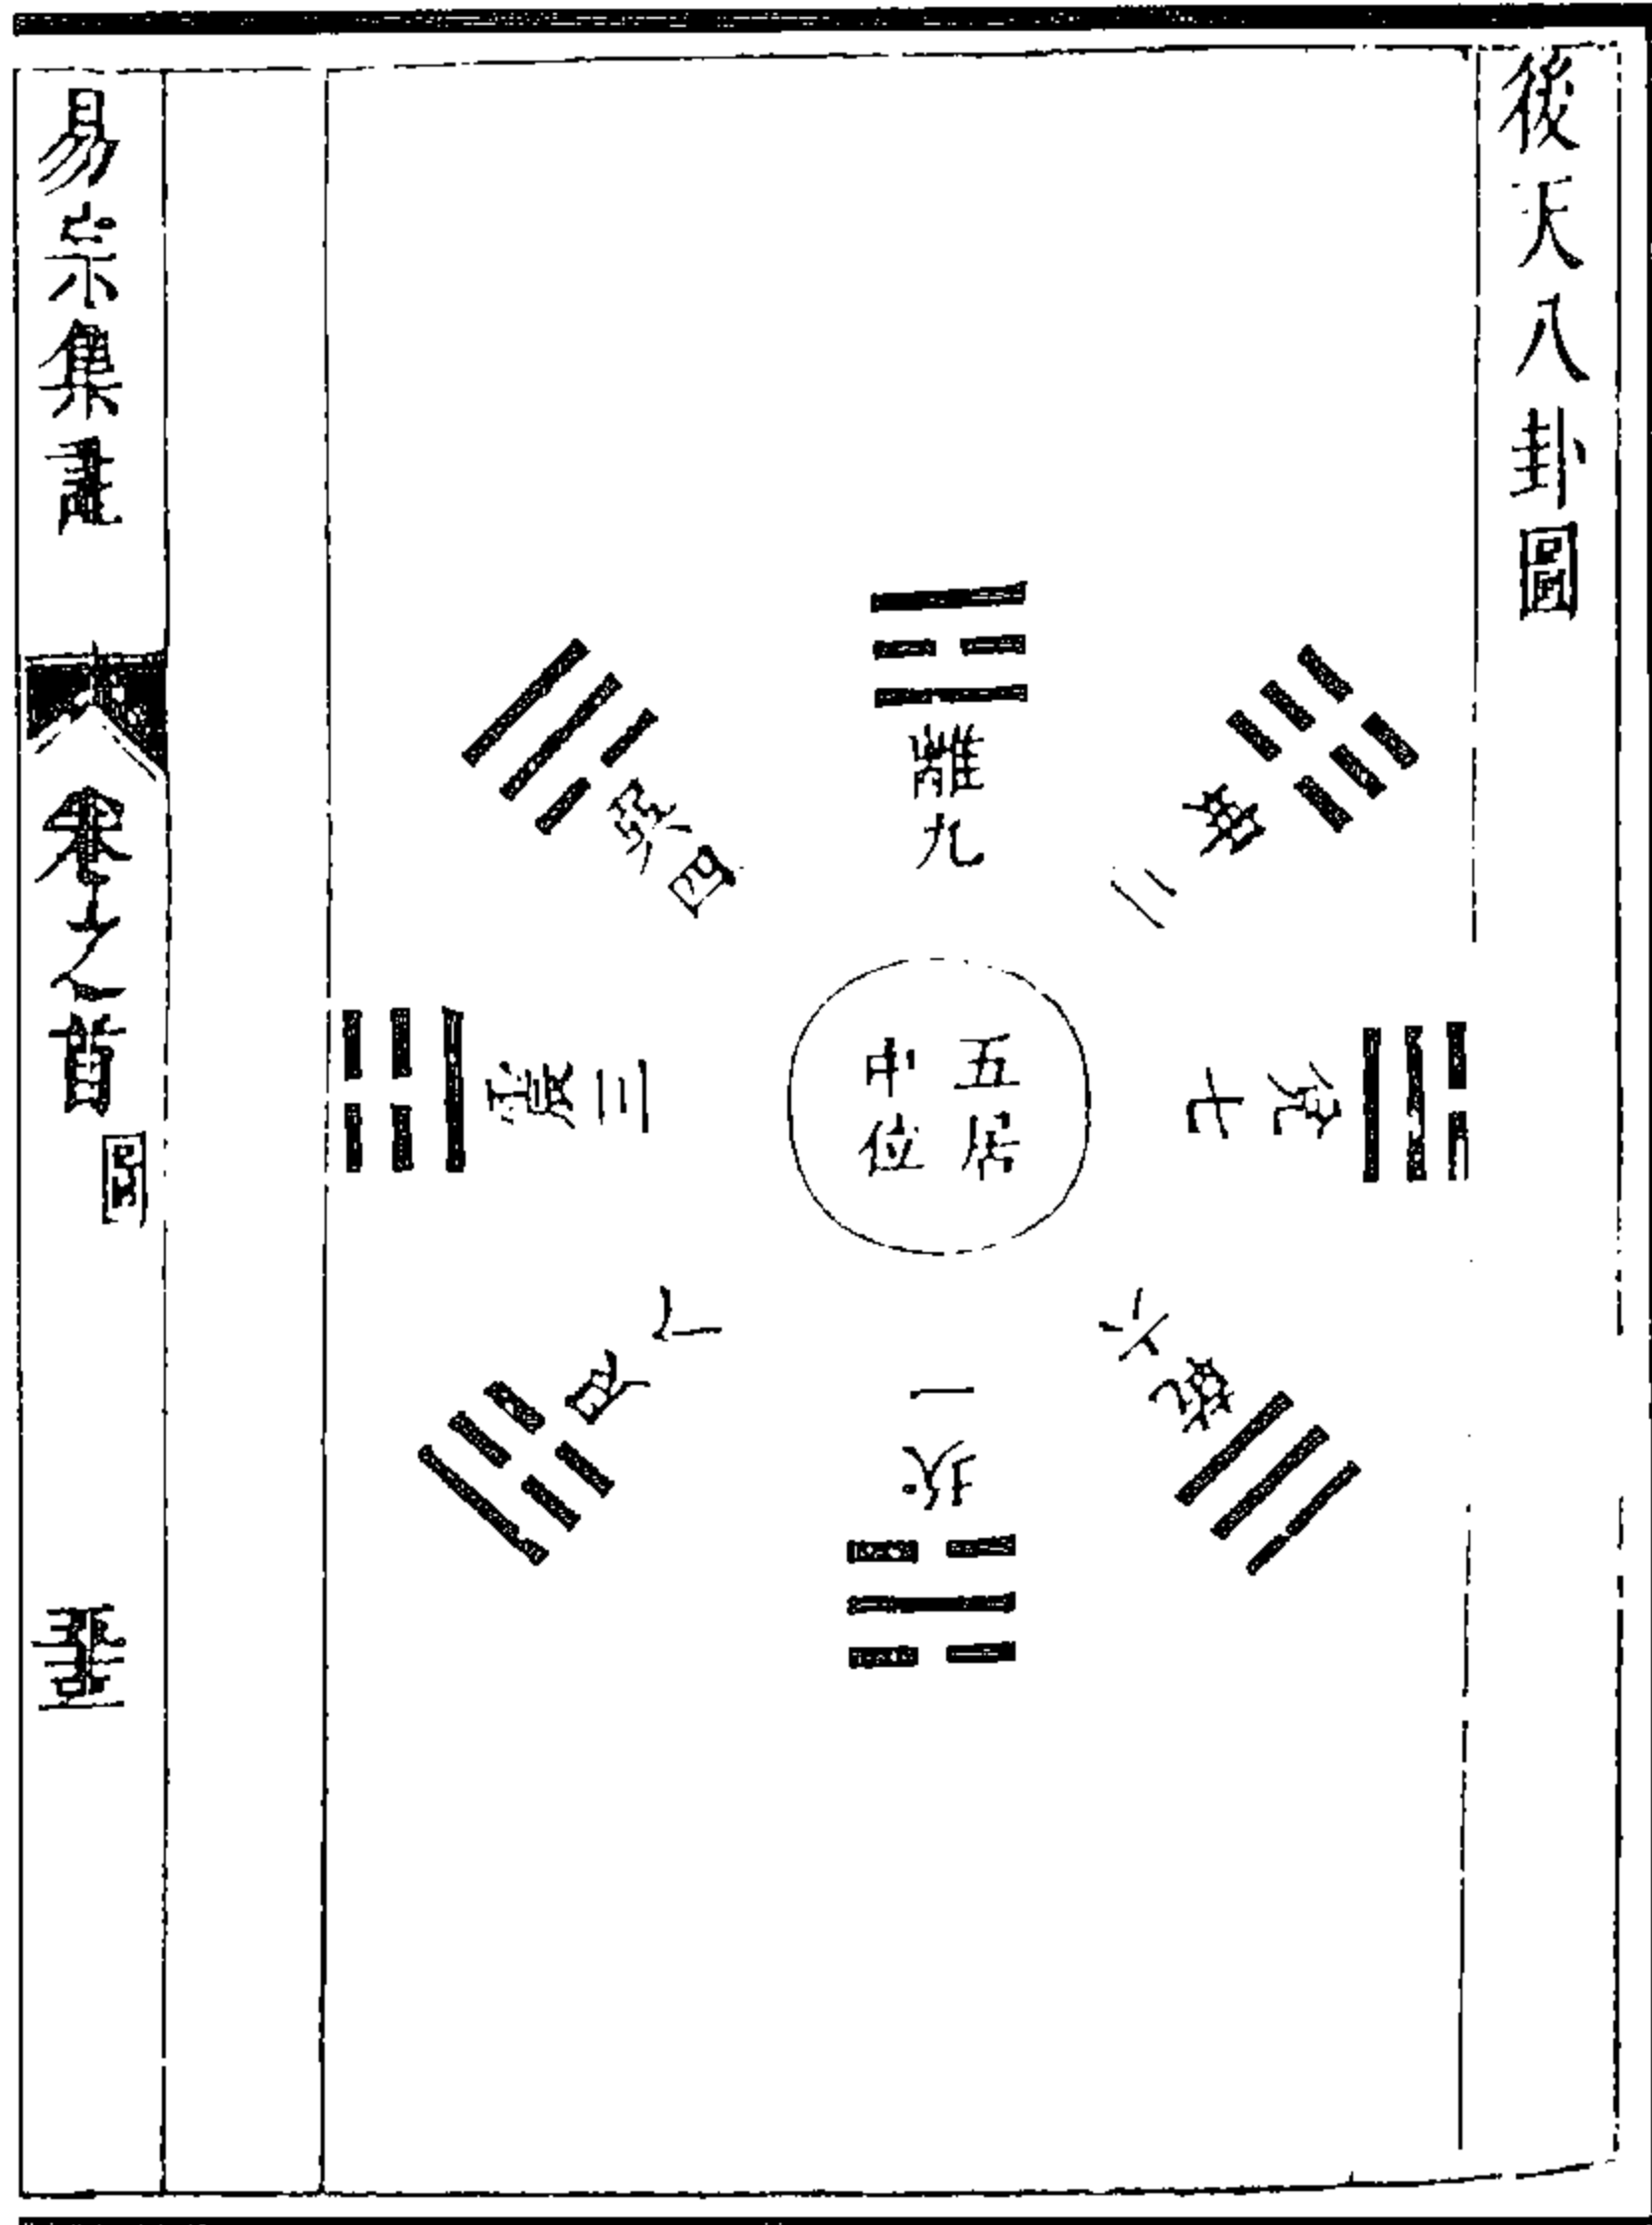 後天八卦圖
離九
坤二
兌七
乾六
一坎
八艮
震三
巽四
五居
中位
易宗集註
卷之首
圖